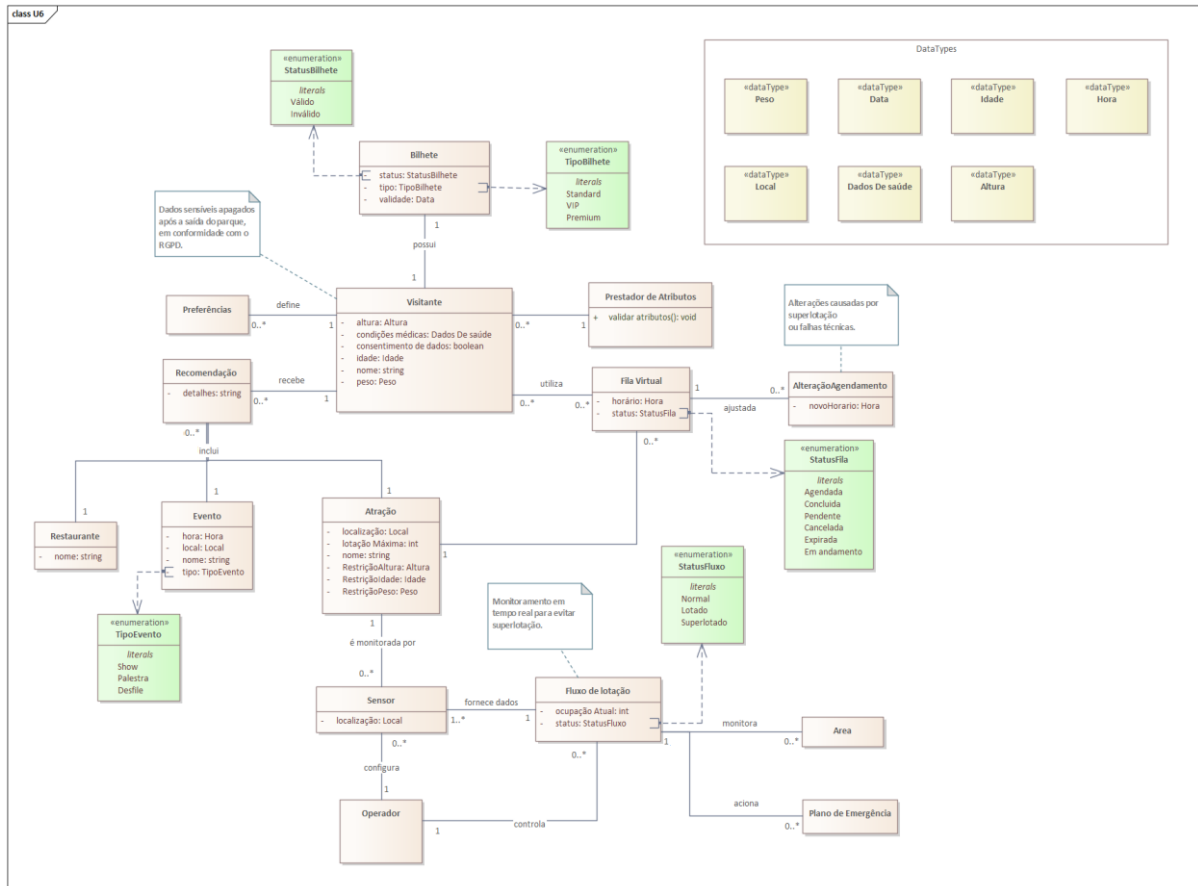 class U6
«enumeration»
StatusBilhete
literals
Válido
Inválido
Bilhete
- status: StatusBilhete
- tipo: TipoBilhete
- validade: Data
«enumeration»
TipoBilhete
literals
Standard
VIP
Premium
DataTypes
«dataType»
Peso
«dataType»
Data
«dataType»
Idade
«dataType»
Hora
«dataType»
Local
«dataType»
Dados De saúde
«dataType»
Altura
Dados sensíveis apagados
após a saída do parque,
em conformidade com o
RGPD.
1
possui
1
Preferências
define
0..*
1
Visitante
- altura: Altura
- condições médicas: Dados De saúde
- consentimento de dados: boolean
- idade: Idade
- nome: string
- peso: Peso
0..*
1
Prestador de Atributos
+ validar atributos(): void
Alterações causadas por
superlotação
ou falhas técnicas.
Recomendação
- detalhes: string
recebe
0..*
1
utiliza
0..*
0..*
Fila Virtual
- horário: Hora
- status: StatusFila
1
0..*
ajustada
AlteraçãoAgendamento
- novoHorario: Hora
0..*
inclui
0..*
«enumeration»
StatusFila
literals
Agendada
Concluida
Pendente
Cancelada
Expirada
Em andamento
1
1
1
Restaurante
- nome: string
Evento
- hora: Hora
- local: Local
- nome: string
- tipo: TipoEvento
Atração
- localização: Local
- lotação Máxima: int
- nome: string
- RestriçãoAltura: Altura
- RestriçãoIdade: Idade
- RestriçãoPeso: Peso
1
«enumeration»
StatusFluxo
literals
Normal
Lotado
Superlotado
Monitoramento em
tempo real para evitar
superlotação.
«enumeration»
TipoEvento
literals
Show
Palestra
Desfile
1
é monitorada por
0..*
Sensor
- localização: Local
fornece dados
1..*
1
Fluxo de lotação
- ocupação Atual: int
- status: StatusFluxo
monitora
1
0..*
Area
0..*
configura
1
0..*
Operador
1
controla
aciona
0..*
Plano de Emergência